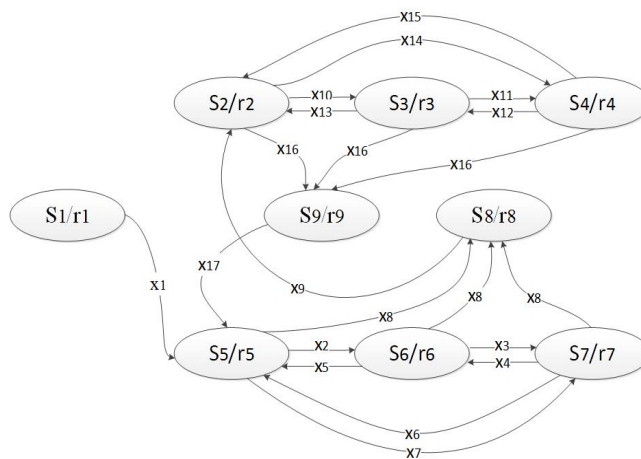 X15
X14
S2/r2
X10
X13
S3/r3
X11
X12
S4/r4
X16
X16
X16
S1/r1
S9/r9
S8/r8
X17
X1
X9
X8
X8
X8
S5/r5
X2
X5
S6/r6
X3
X4
S7/r7
X6
X7